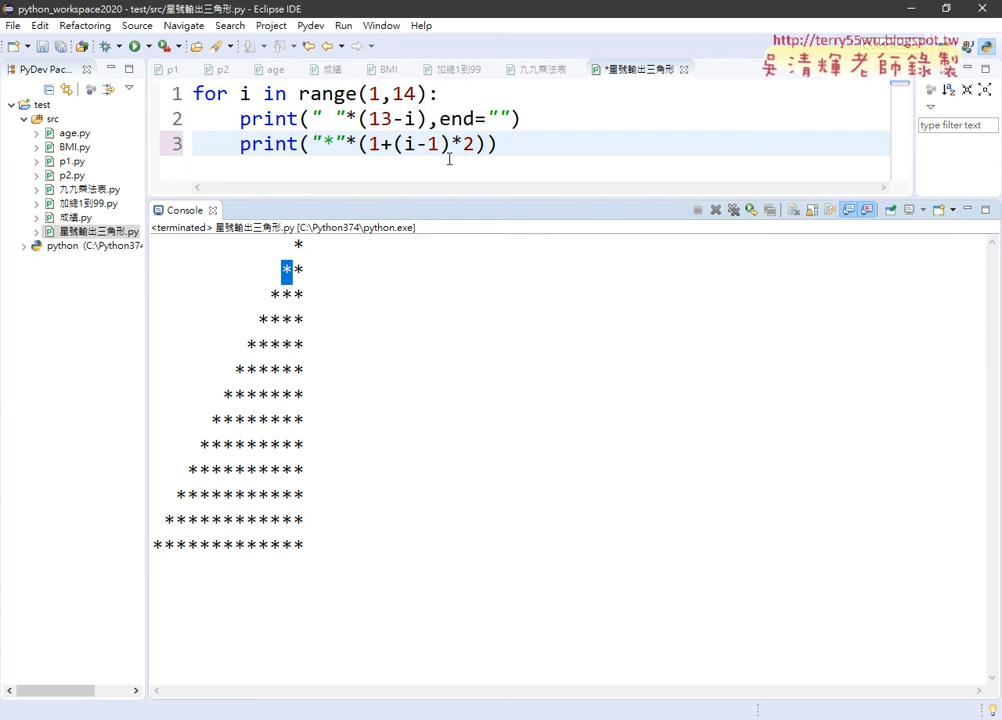 python_workspace2020 - test/src/星號輸出三角形.py - Eclipse IDE
File Edit Refactoring Source Navigate Search Project Pydev Run Window Help
http://terry55wu.blogspot.tw
吳清輝老師錄製
PyDev Pac...
p1 p2 age 成績 BMI 加總1到99 九九乘法表 *星號輸出三角形
test
src
age.py
BMI.py
p1.py
p2.py
九九乘法表.py
加總1到99.py
成績.py
星號輸出三角形.py
python (C:\Python374
1 for i in range(1,14):
2 print(" "*(13-i),end="")
3 print("*"*(1+(i-1)*2))
type filter text
Console
<terminated> 星號輸出三角形.py [C:\Python374\python.exe]
*
**
***
****
*****
******
*******
********
*********
**********
***********
************
*************